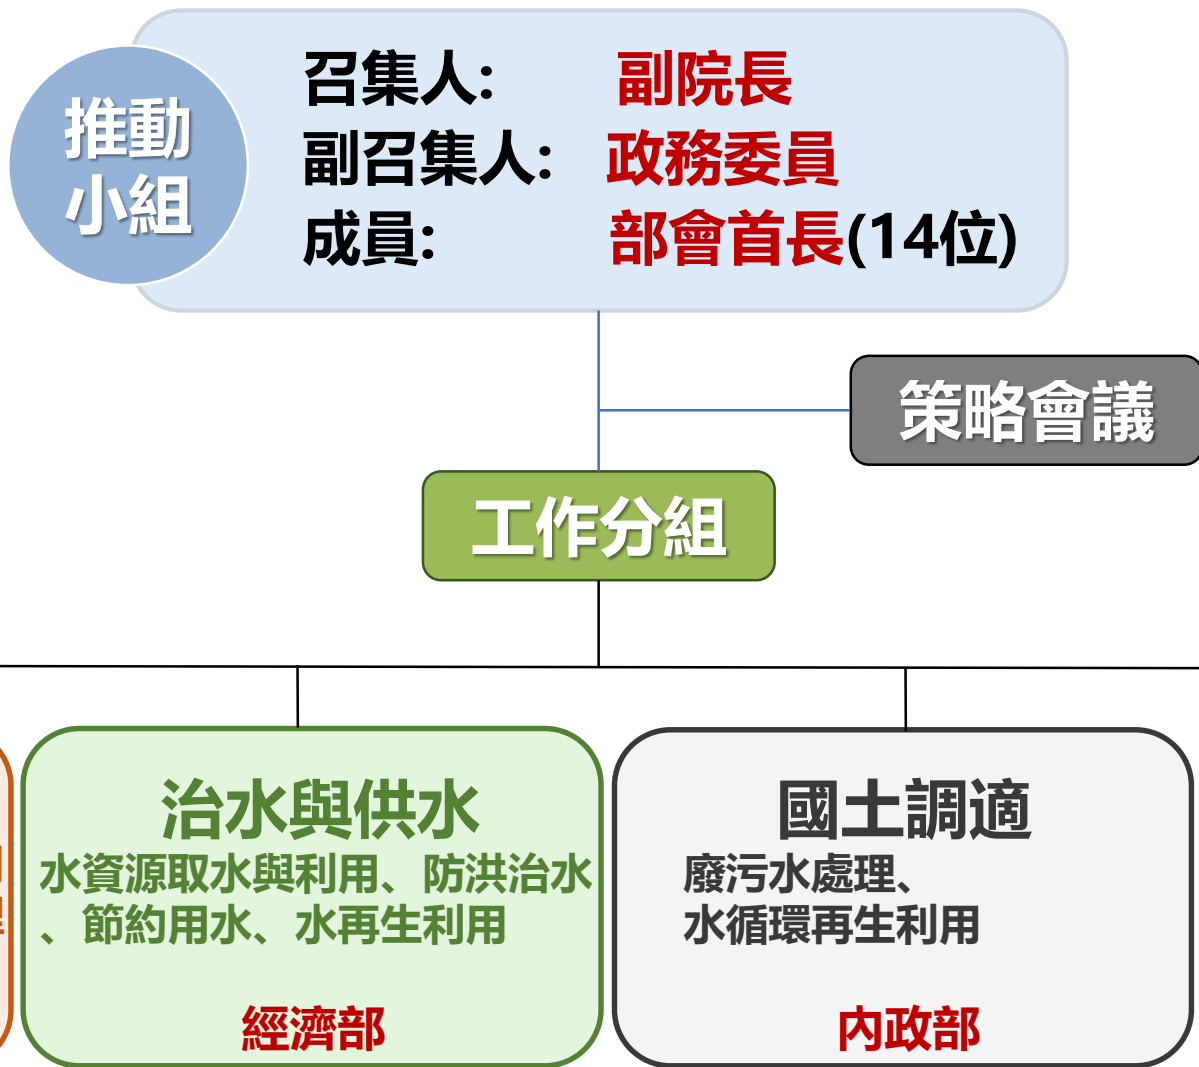 推動
小組
召集人: 副院長
副召集人: 政務委員
成員: 部會首長(14位)
策略會議
工作分組
治水與供水
水資源取水與利用、防洪治水
、節約用水、水再生利用
經濟部
國土調適
廢污水處理、
水循環再生利用
內政部